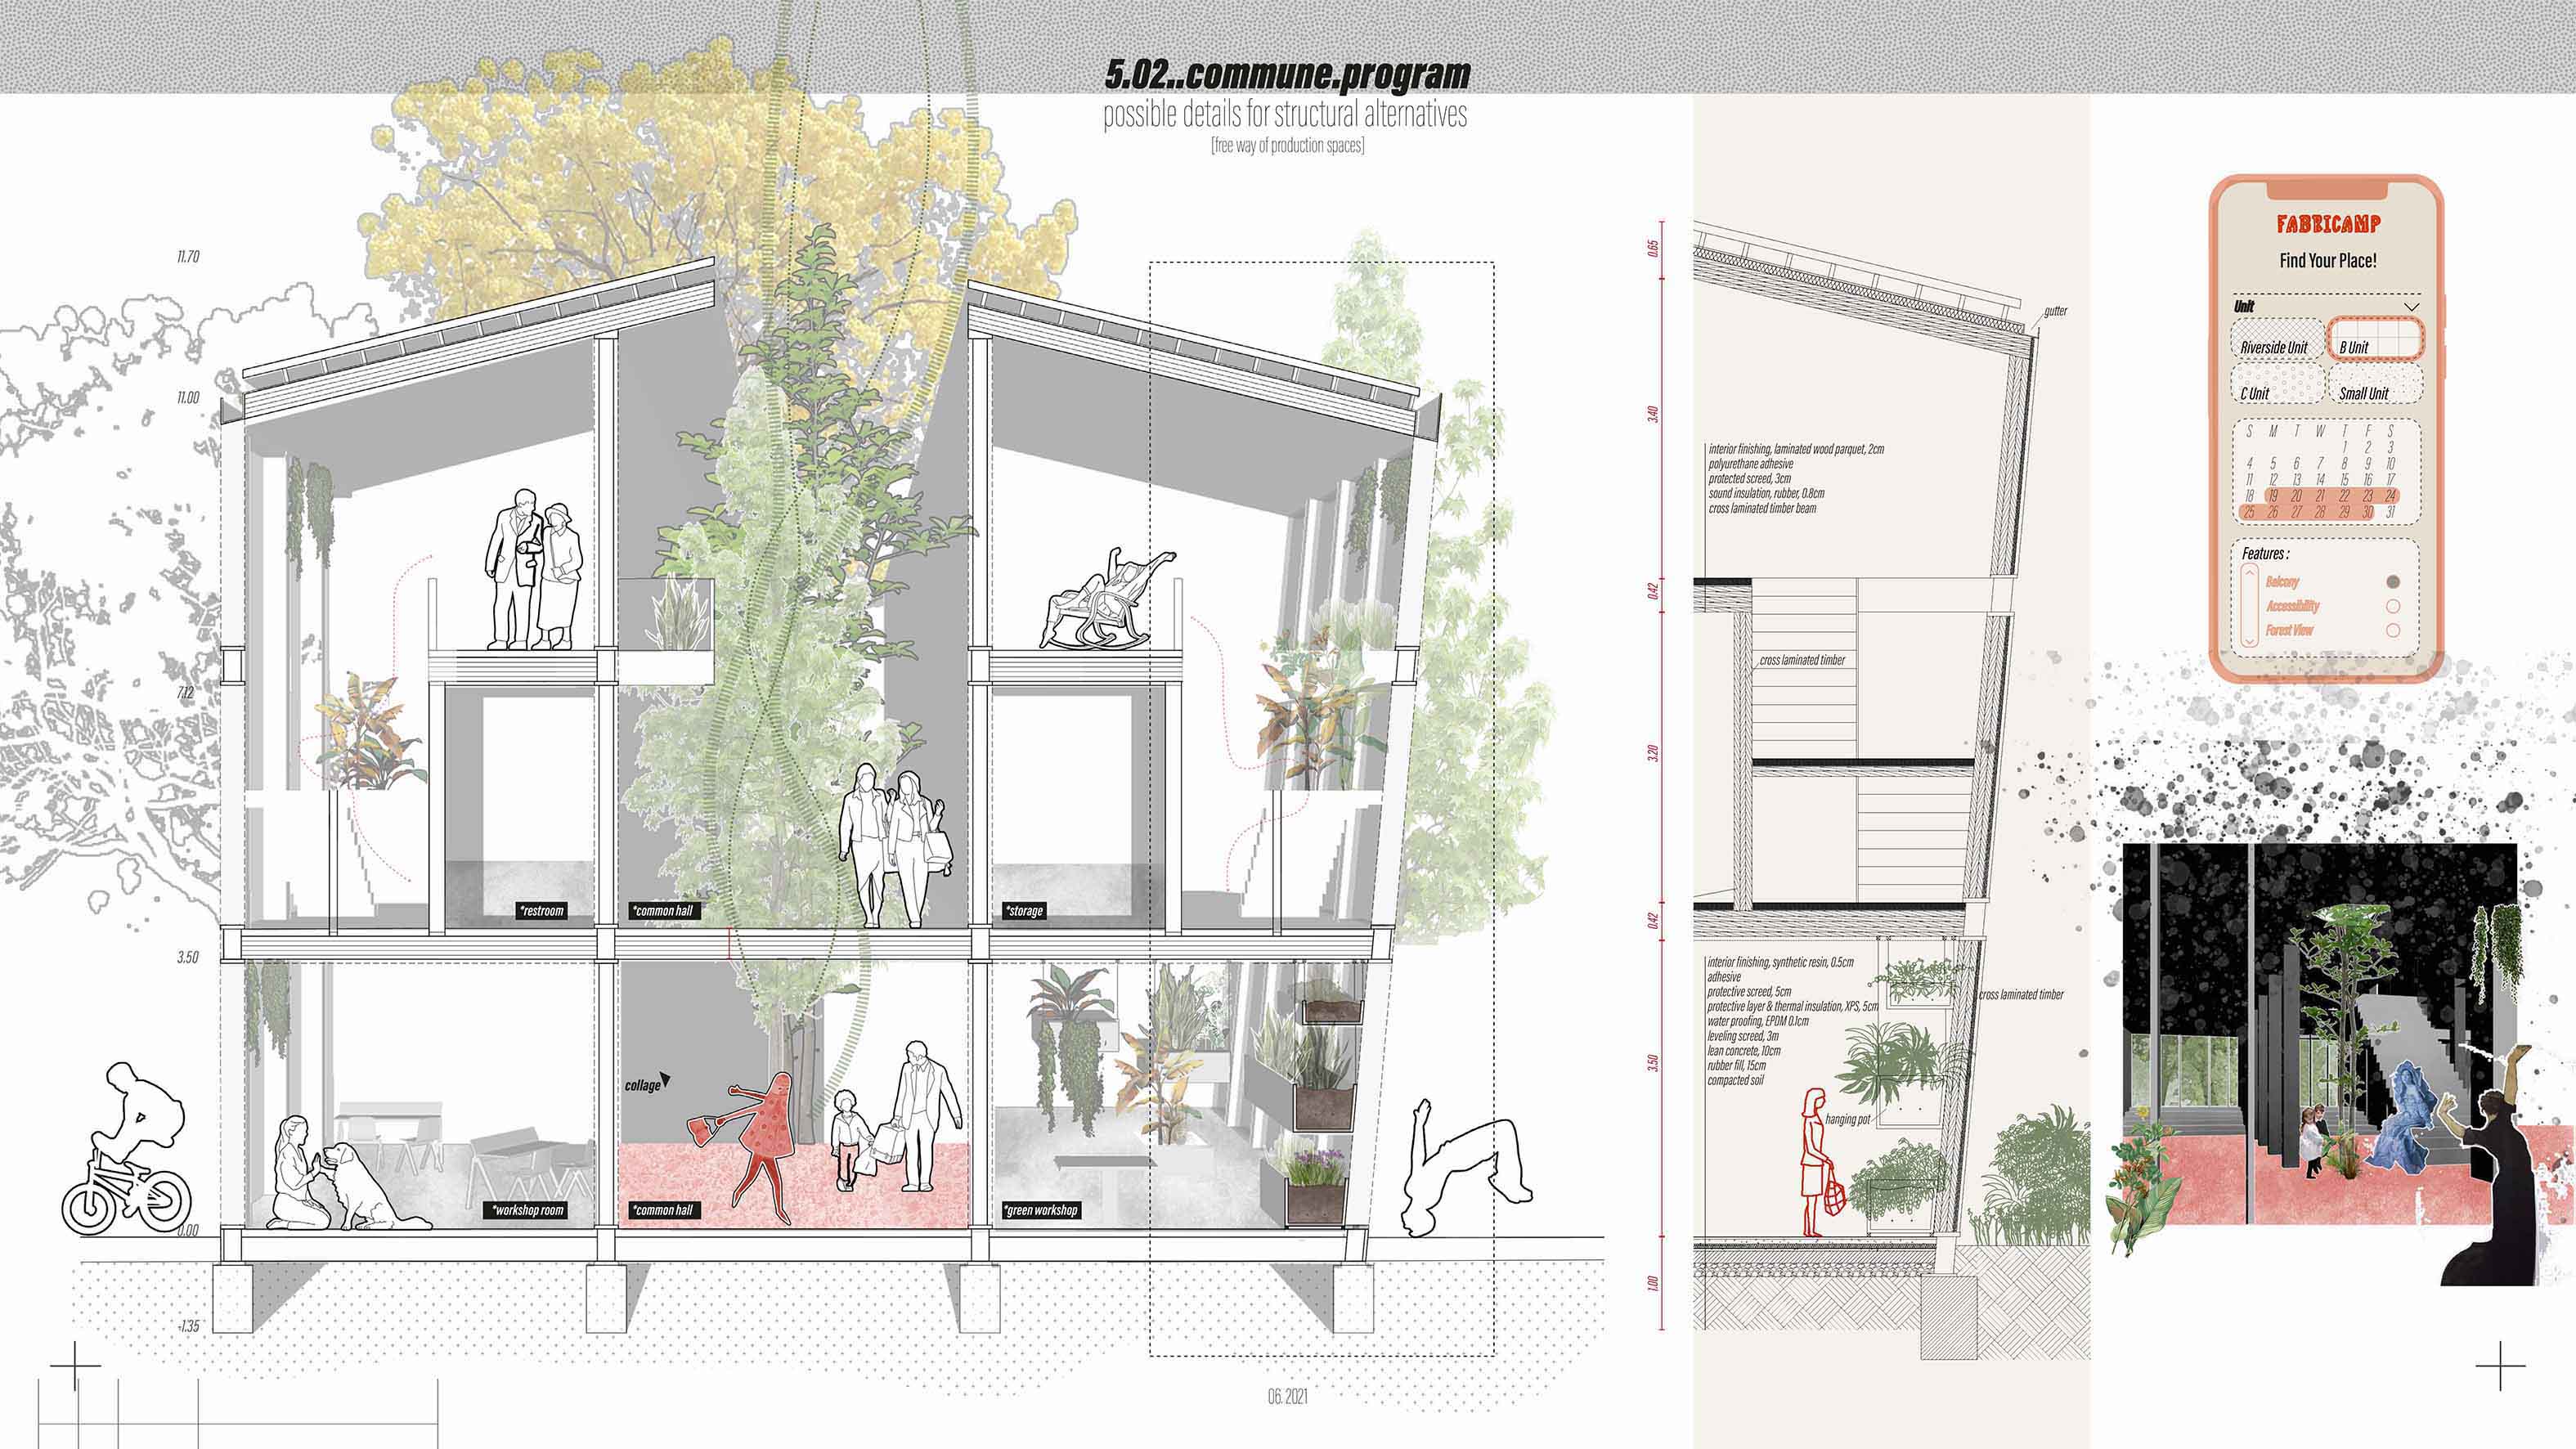 5.02..commune.program
possible details for structural alternatives
[free way of production spaces]
11.70
11.00
7.12
3.50
0.00
-1.35
*restroom
*common hall
*storage
collage
*workshop room
*common hall
*green workshop
06. 2021
0.65
3.40
0.42
3.20
0.42
3.50
1.00
gutter
interior finishing, laminated wood parquet, 2cm
polyurethane adhesive
protected screed, 3cm
sound insulation, rubber, 0.8cm
cross laminated timber beam
cross laminated timber
interior finishing, synthetic resin, 0.5cm
adhesive
protective screed, 5cm
protective layer & thermal insulation, XPS, 5cm
water proofing, EPDM 0.1cm
leveling screed, 3m
lean concrete, 10cm
rubber fill, 15cm
compacted soil
cross laminated timber
hanging pot
FABRICAMP
Find Your Place!
Unit
Riverside Unit
B Unit
C Unit
Small Unit
S M T W T F S
1 2 3
4 5 6 7 8 9 10
11 12 13 14 15 16 17
18 19 20 21 22 23 24
25 26 27 28 29 30 31
Features :
Balcony
Accessibility
Forest View